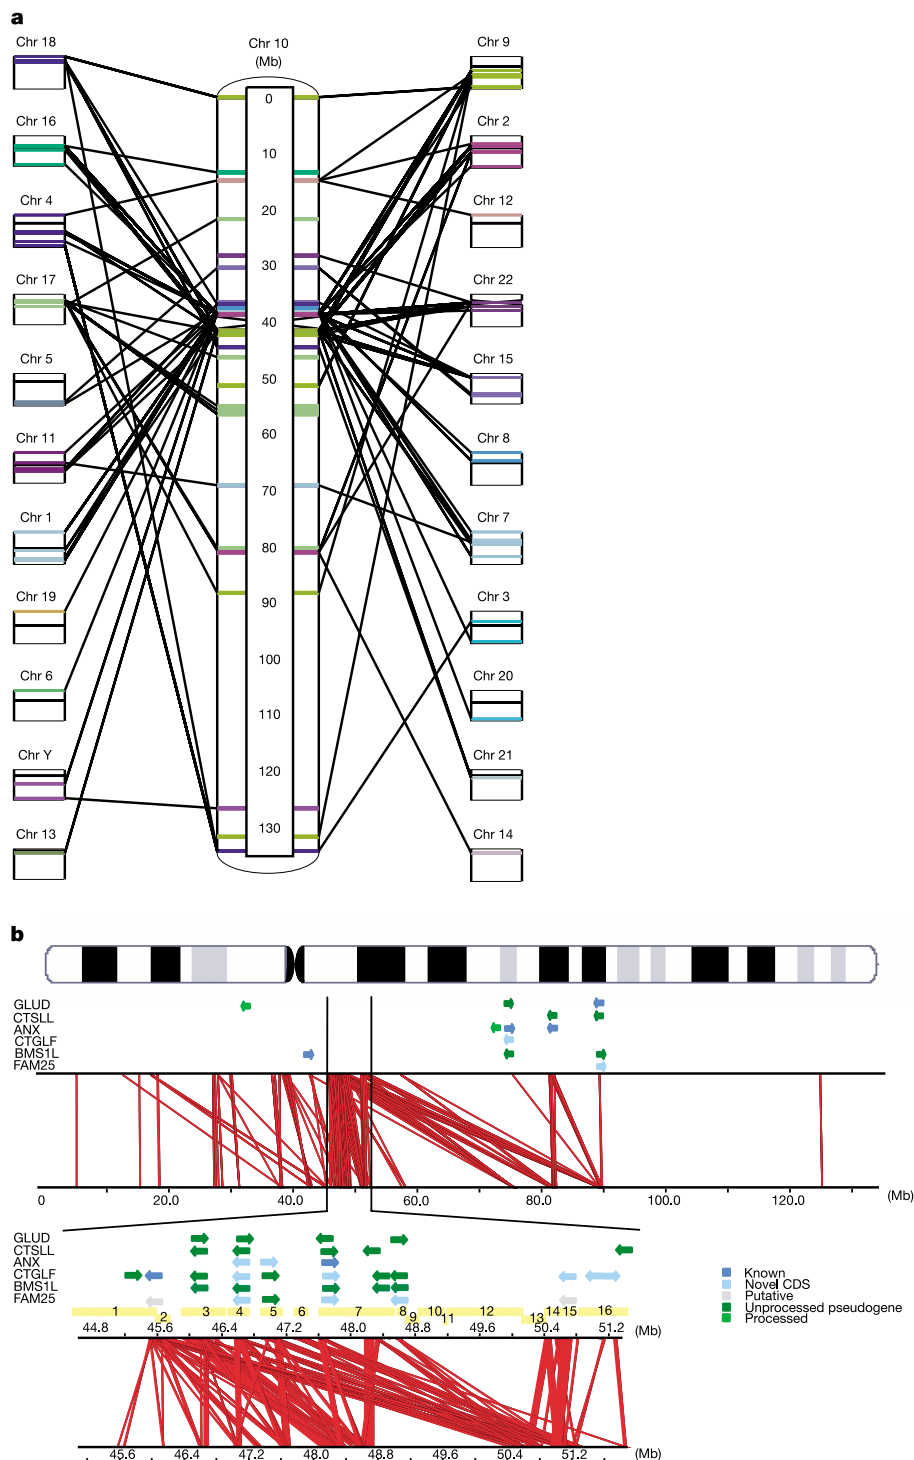 a
Chr 18
Chr 10
(Mb)
Chr 9
0
Chr 16
Chr 2
10
Chr 4
Chr 12
20
Chr 17
30
Chr 22
40
Chr 5
Chr 15
50
Chr 11
60
Chr 8
70
Chr 1
Chr 7
80
Chr 19
90
Chr 3
100
Chr 6
Chr 20
110
Chr Y
120
Chr 21
130
Chr 13
Chr 14
b
GLUD
CTSLL
ANX
CTGLF
BMS1L
FAM25
0 20.0 40.0 60.0 80.0 100.0 120.0 (Mb)
GLUD
CTSLL
ANX
CTGLF
BMS1L
FAM25
Known
Novel CDS
Putative
Unprocessed pseudogene
Processed
1 2 3 4 5 6 7 8 9 10 11 12 13 14 15 16
44.8 45.6 46.4 47.2 48.0 48.8 49.6 50.4 51.2 (Mb)
45.6 46.4 47.2 48.0 48.8 49.6 50.4 51.2 (Mb)